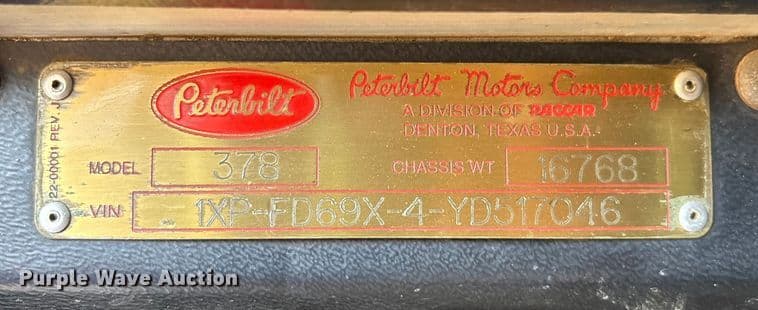 Peterbilt
Peterbilt Motors Company
A DIVISION OF PACCAR
DENTON, TEXAS U.S.A.
22-00001 REV. J
MODEL 378 CHASSIS WT 16768
VIN 1XP-FD69X-4-YD517046
Purple Wave Auction